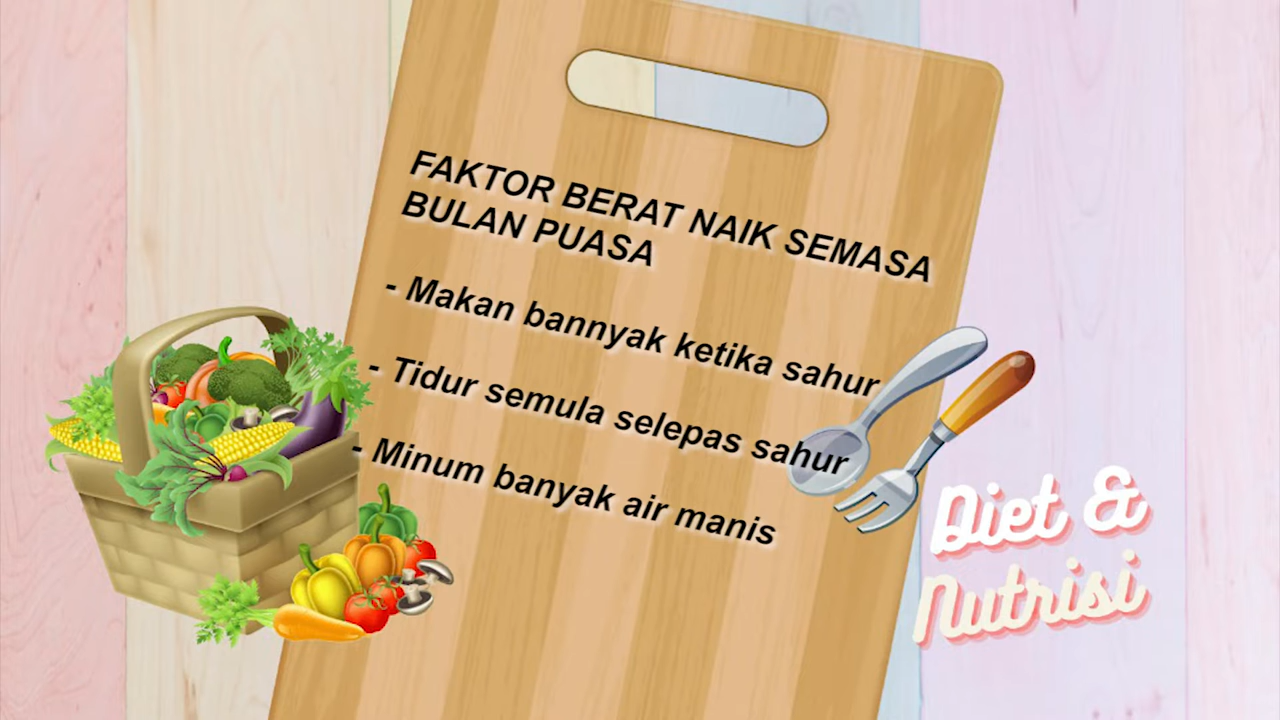 FAKTOR BERAT NAIK SEMASA
BULAN PUASA
- Makan bannyak ketika sahur
- Tidur semula selepas sahur
- Minum banyak air manis
Diet &
Nutrisi